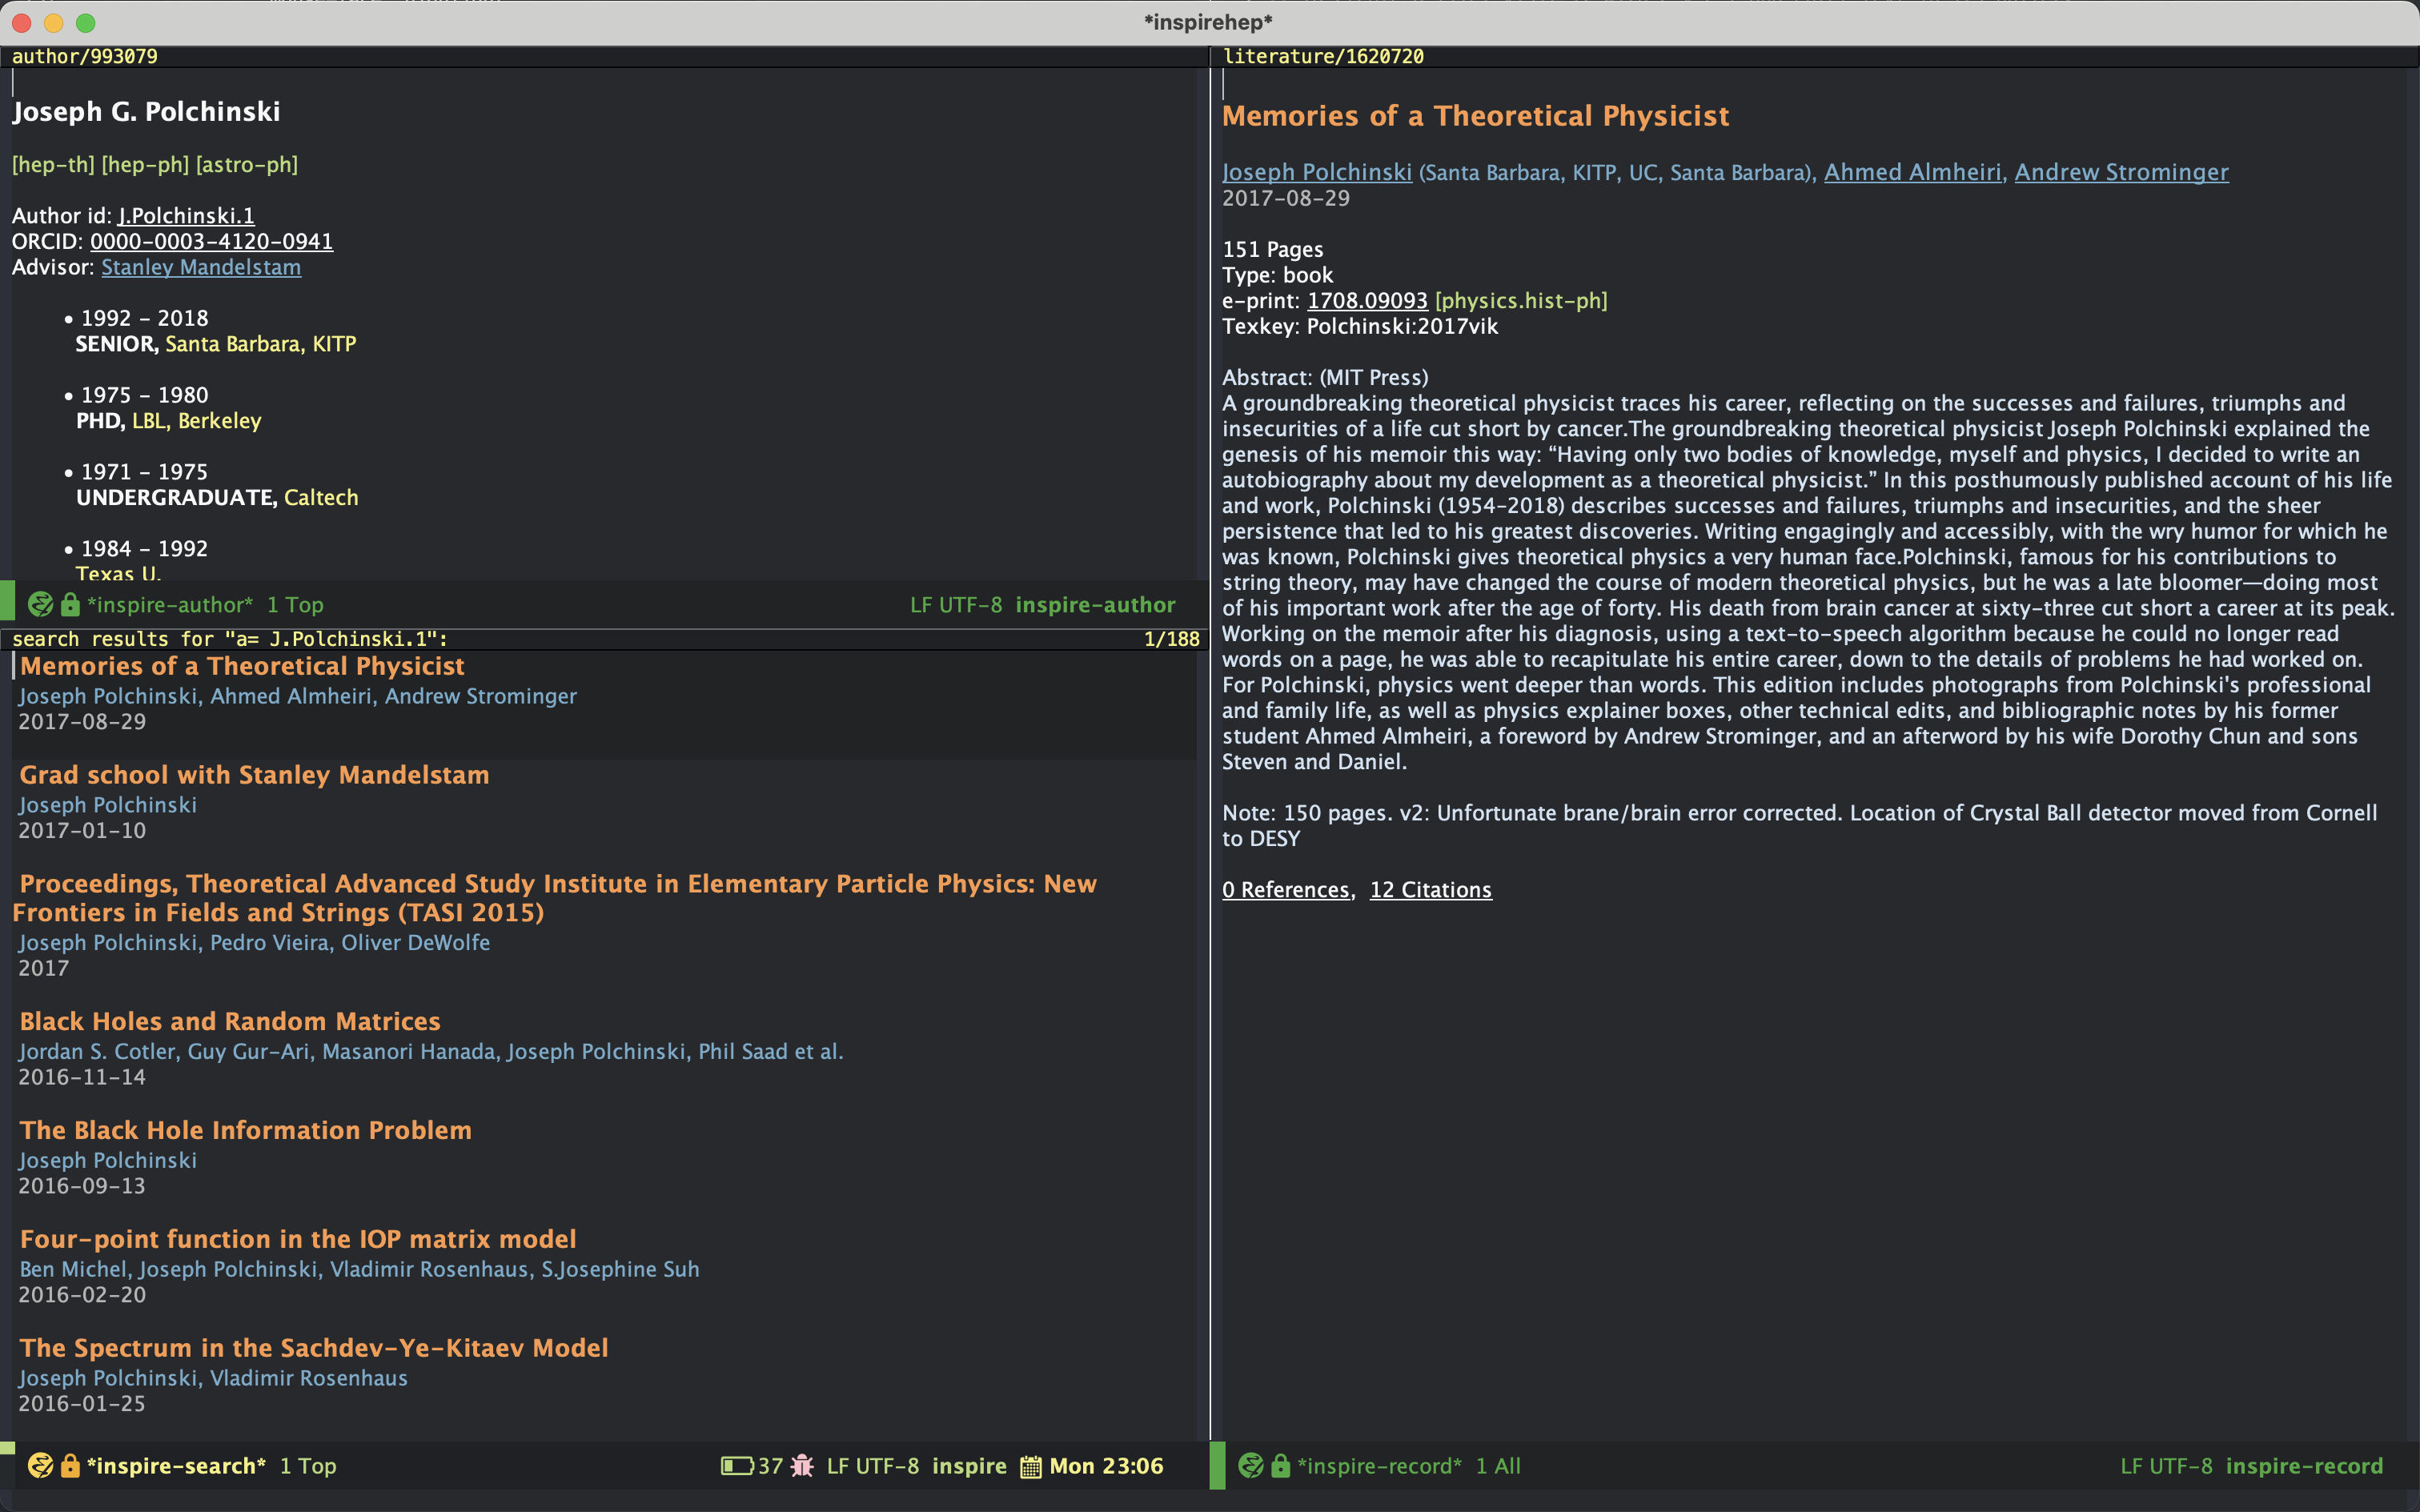 *inspirehep*
author/993079
Joseph G. Polchinski
[hep-th] [hep-ph] [astro-ph]
Author id: J.Polchinski.1
ORCID: 0000-0003-4120-0941
Advisor: Stanley Mandelstam
• 1992 - 2018
SENIOR, Santa Barbara, KITP
• 1975 - 1980
PHD, LBL, Berkeley
• 1971 - 1975
UNDERGRADUATE, Caltech
• 1984 - 1992
Texas U.
*inspire-author* 1 Top LF UTF-8 inspire-author
search results for "a= J.Polchinski.1": 1/188
Memories of a Theoretical Physicist
Joseph Polchinski, Ahmed Almheiri, Andrew Strominger
2017-08-29
Grad school with Stanley Mandelstam
Joseph Polchinski
2017-01-10
Proceedings, Theoretical Advanced Study Institute in Elementary Particle Physics: New
Frontiers in Fields and Strings (TASI 2015)
Joseph Polchinski, Pedro Vieira, Oliver DeWolfe
2017
Black Holes and Random Matrices
Jordan S. Cotler, Guy Gur-Ari, Masanori Hanada, Joseph Polchinski, Phil Saad et al.
2016-11-14
The Black Hole Information Problem
Joseph Polchinski
2016-09-13
Four-point function in the IOP matrix model
Ben Michel, Joseph Polchinski, Vladimir Rosenhaus, S.Josephine Suh
2016-02-20
The Spectrum in the Sachdev-Ye-Kitaev Model
Joseph Polchinski, Vladimir Rosenhaus
2016-01-25
*inspire-search* 1 Top 37 LF UTF-8 inspire Mon 23:06
literature/1620720
Memories of a Theoretical Physicist
Joseph Polchinski (Santa Barbara, KITP, UC, Santa Barbara), Ahmed Almheiri, Andrew Strominger
2017-08-29
151 Pages
Type: book
e-print: 1708.09093 [physics.hist-ph]
Texkey: Polchinski:2017vik
Abstract: (MIT Press)
A groundbreaking theoretical physicist traces his career, reflecting on the successes and failures, triumphs and
insecurities of a life cut short by cancer.The groundbreaking theoretical physicist Joseph Polchinski explained the
genesis of his memoir this way: “Having only two bodies of knowledge, myself and physics, I decided to write an
autobiography about my development as a theoretical physicist.” In this posthumously published account of his life
and work, Polchinski (1954–2018) describes successes and failures, triumphs and insecurities, and the sheer
persistence that led to his greatest discoveries. Writing engagingly and accessibly, with the wry humor for which he
was known, Polchinski gives theoretical physics a very human face.Polchinski, famous for his contributions to
string theory, may have changed the course of modern theoretical physics, but he was a late bloomer—doing most
of his important work after the age of forty. His death from brain cancer at sixty-three cut short a career at its peak.
Working on the memoir after his diagnosis, using a text-to-speech algorithm because he could no longer read
words on a page, he was able to recapitulate his entire career, down to the details of problems he had worked on.
For Polchinski, physics went deeper than words. This edition includes photographs from Polchinski's professional
and family life, as well as physics explainer boxes, other technical edits, and bibliographic notes by his former
student Ahmed Almheiri, a foreword by Andrew Strominger, and an afterword by his wife Dorothy Chun and sons
Steven and Daniel.
Note: 150 pages. v2: Unfortunate brane/brain error corrected. Location of Crystal Ball detector moved from Cornell
to DESY
0 References, 12 Citations
*inspire-record* 1 All LF UTF-8 inspire-record